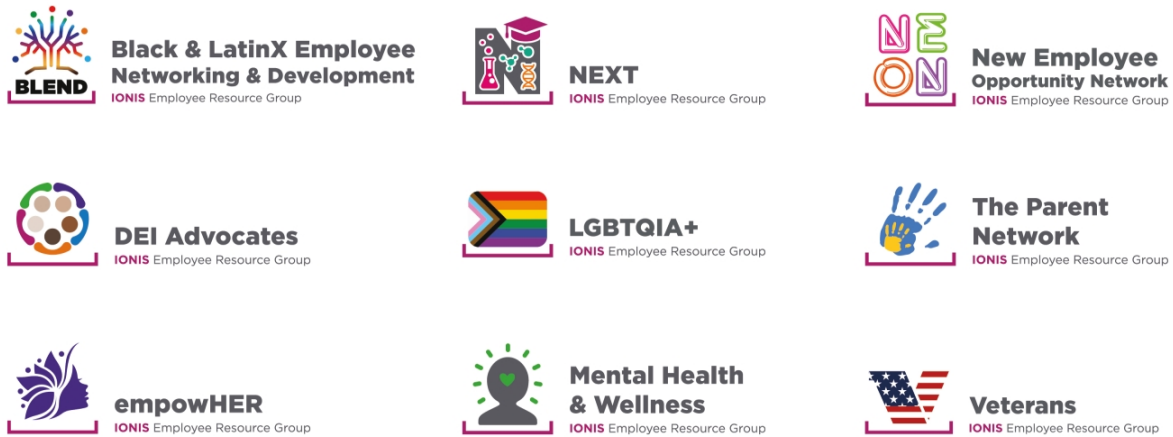 BLEND
Black & LatinX Employee
Networking & Development
IONIS Employee Resource Group
N
NEXT
IONIS Employee Resource Group
NE
ON
New Employee
Opportunity Network
IONIS Employee Resource Group
DEI Advocates
IONIS Employee Resource Group
LGBTQIA+
IONIS Employee Resource Group
The Parent
Network
IONIS Employee Resource Group
empowHER
IONIS Employee Resource Group
Mental Health
& Wellness
IONIS Employee Resource Group
V
Veterans
IONIS Employee Resource Group